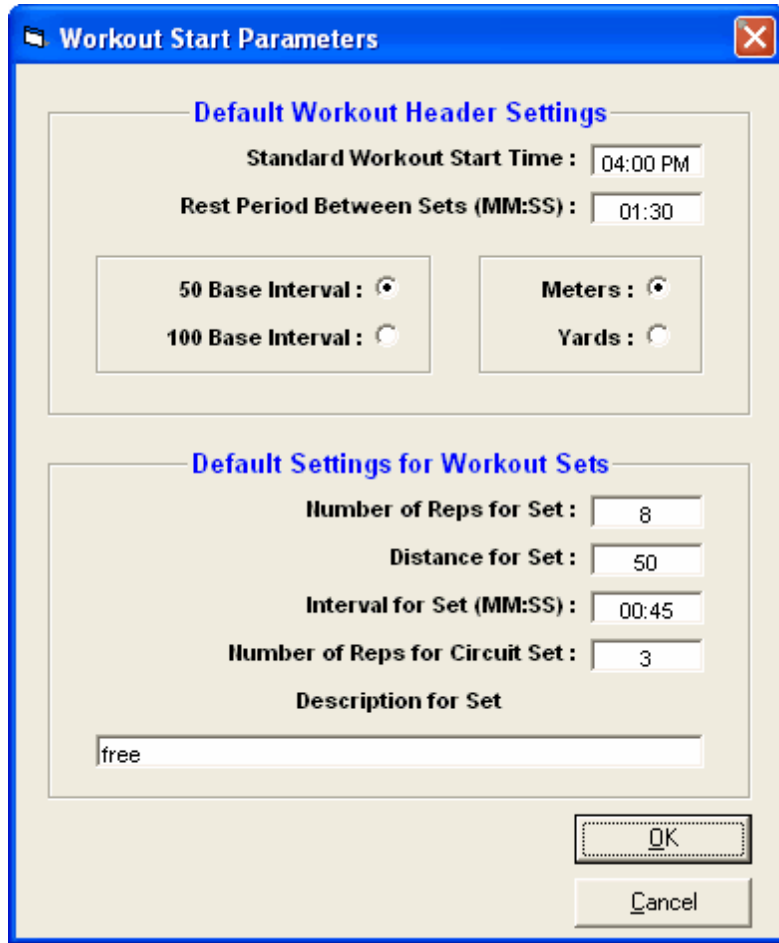 Workout Start Parameters
Default Workout Header Settings
Standard Workout Start Time : 04:00 PM
Rest Period Between Sets (MM:SS) : 01:30
50 Base Interval : Meters :
100 Base Interval : Yards :
Default Settings for Workout Sets
Number of Reps for Set : 8
Distance for Set : 50
Interval for Set (MM:SS) : 00:45
Number of Reps for Circuit Set : 3
Description for Set
free
OK
Cancel